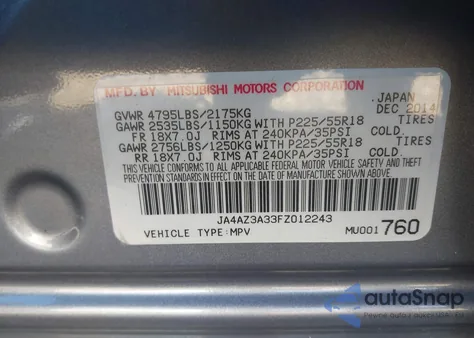 MFD. BY MITSUBISHI MOTORS CORPORATION
JAPAN
GVWR 4795LBS/2175KG DEC 2014
GAWR 2535LBS/1150KG WITH P225/55R18 TIRES
FR 18X7.0J RIMS AT 240KPA/35PSI COLD.
GAWR 2756LBS/1250KG WITH P225/55R18 TIRES
RR 18X7.0J RIMS AT 240KPA/35PSI COLD.
THIS VEHICLE CONFORMS TO ALL APPLICABLE FEDERAL
MOTOR VEHICLE SAFETY, BUMPER, AND THEFT PREVENTION
STANDARDS IN EFFECT ON THE DATE OF MANUFACTURE
SHOWN ABOVE.
JA4AZ3A33FZ012243
VEHICLE TYPE:MPV MU001760
autoSnap